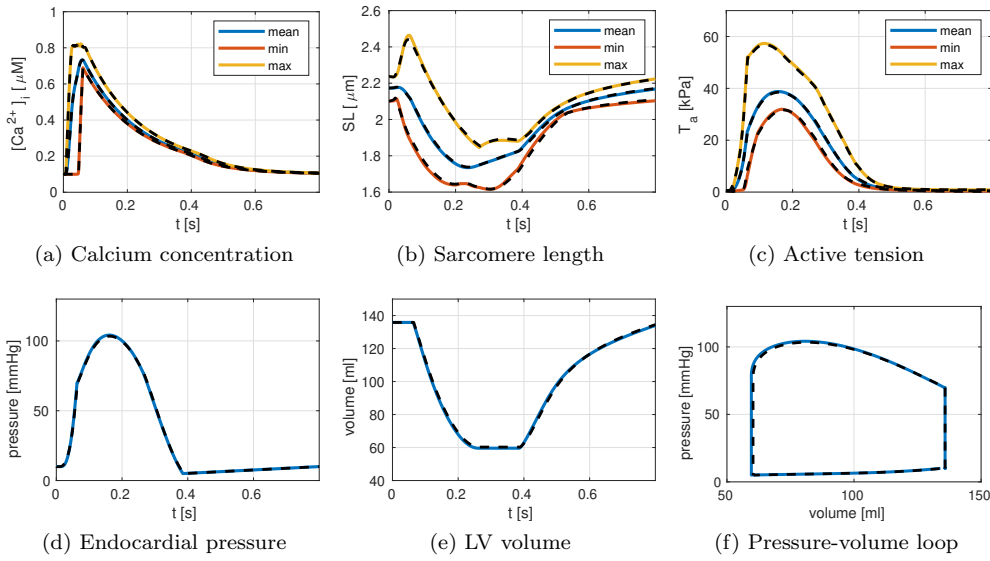 1
0.8
0.6
0.4
0.2
0
[Ca 2+ ] i [μM]
mean
min
max
0 0.2 0.4 0.6
t [s]
(a) Calcium concentration
2.6
2.4
2.2
2
1.8
1.6
SL [ μm]
mean
min
max
0 0.2 0.4 0.6
t [s]
(b) Sarcomere length
60
40
20
0
T a [kPa]
mean
min
max
0 0.2 0.4 0.6
t [s]
(c) Active tension
100
50
0
pressure [mmHg]
0 0.2 0.4 0.6
t [s]
(d) Endocardial pressure
160
140
120
100
80
60
40
volume [ml]
0 0.2 0.4 0.6
t [s]
(e) LV volume
100
50
0
pressure [mmHg]
50 100 150
volume [ml]
(f) Pressure-volume loop